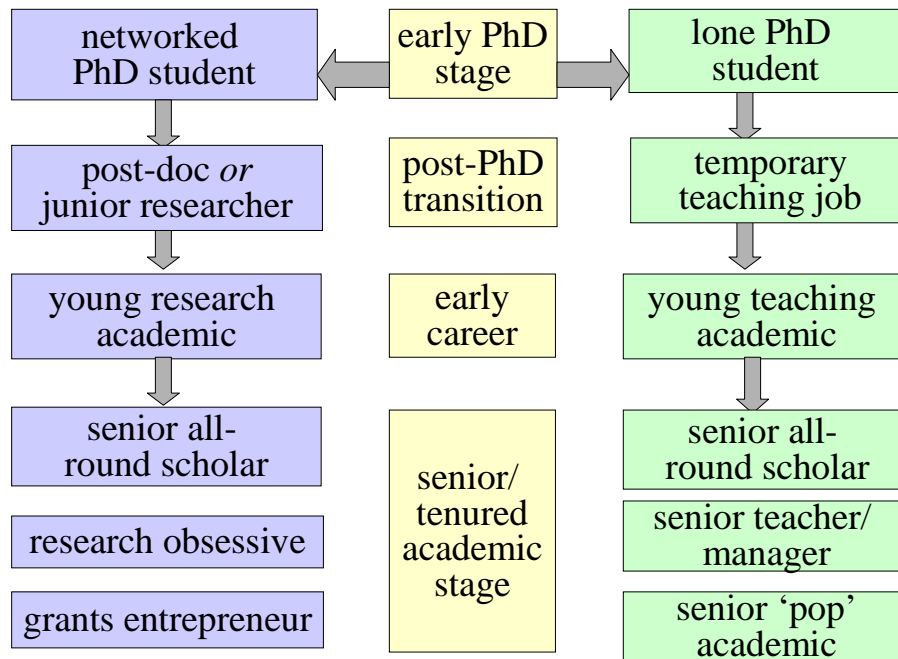 networked
PhD student
early PhD
stage
lone PhD
student
post-doc or
junior researcher
post-PhD
transition
temporary
teaching job
young research
academic
early
career
young teaching
academic
senior all-
round scholar
senior/
tenured
academic
stage
senior all-
round scholar
research obsessive
senior teacher/
manager
grants entrepreneur
senior ‘pop’
academic